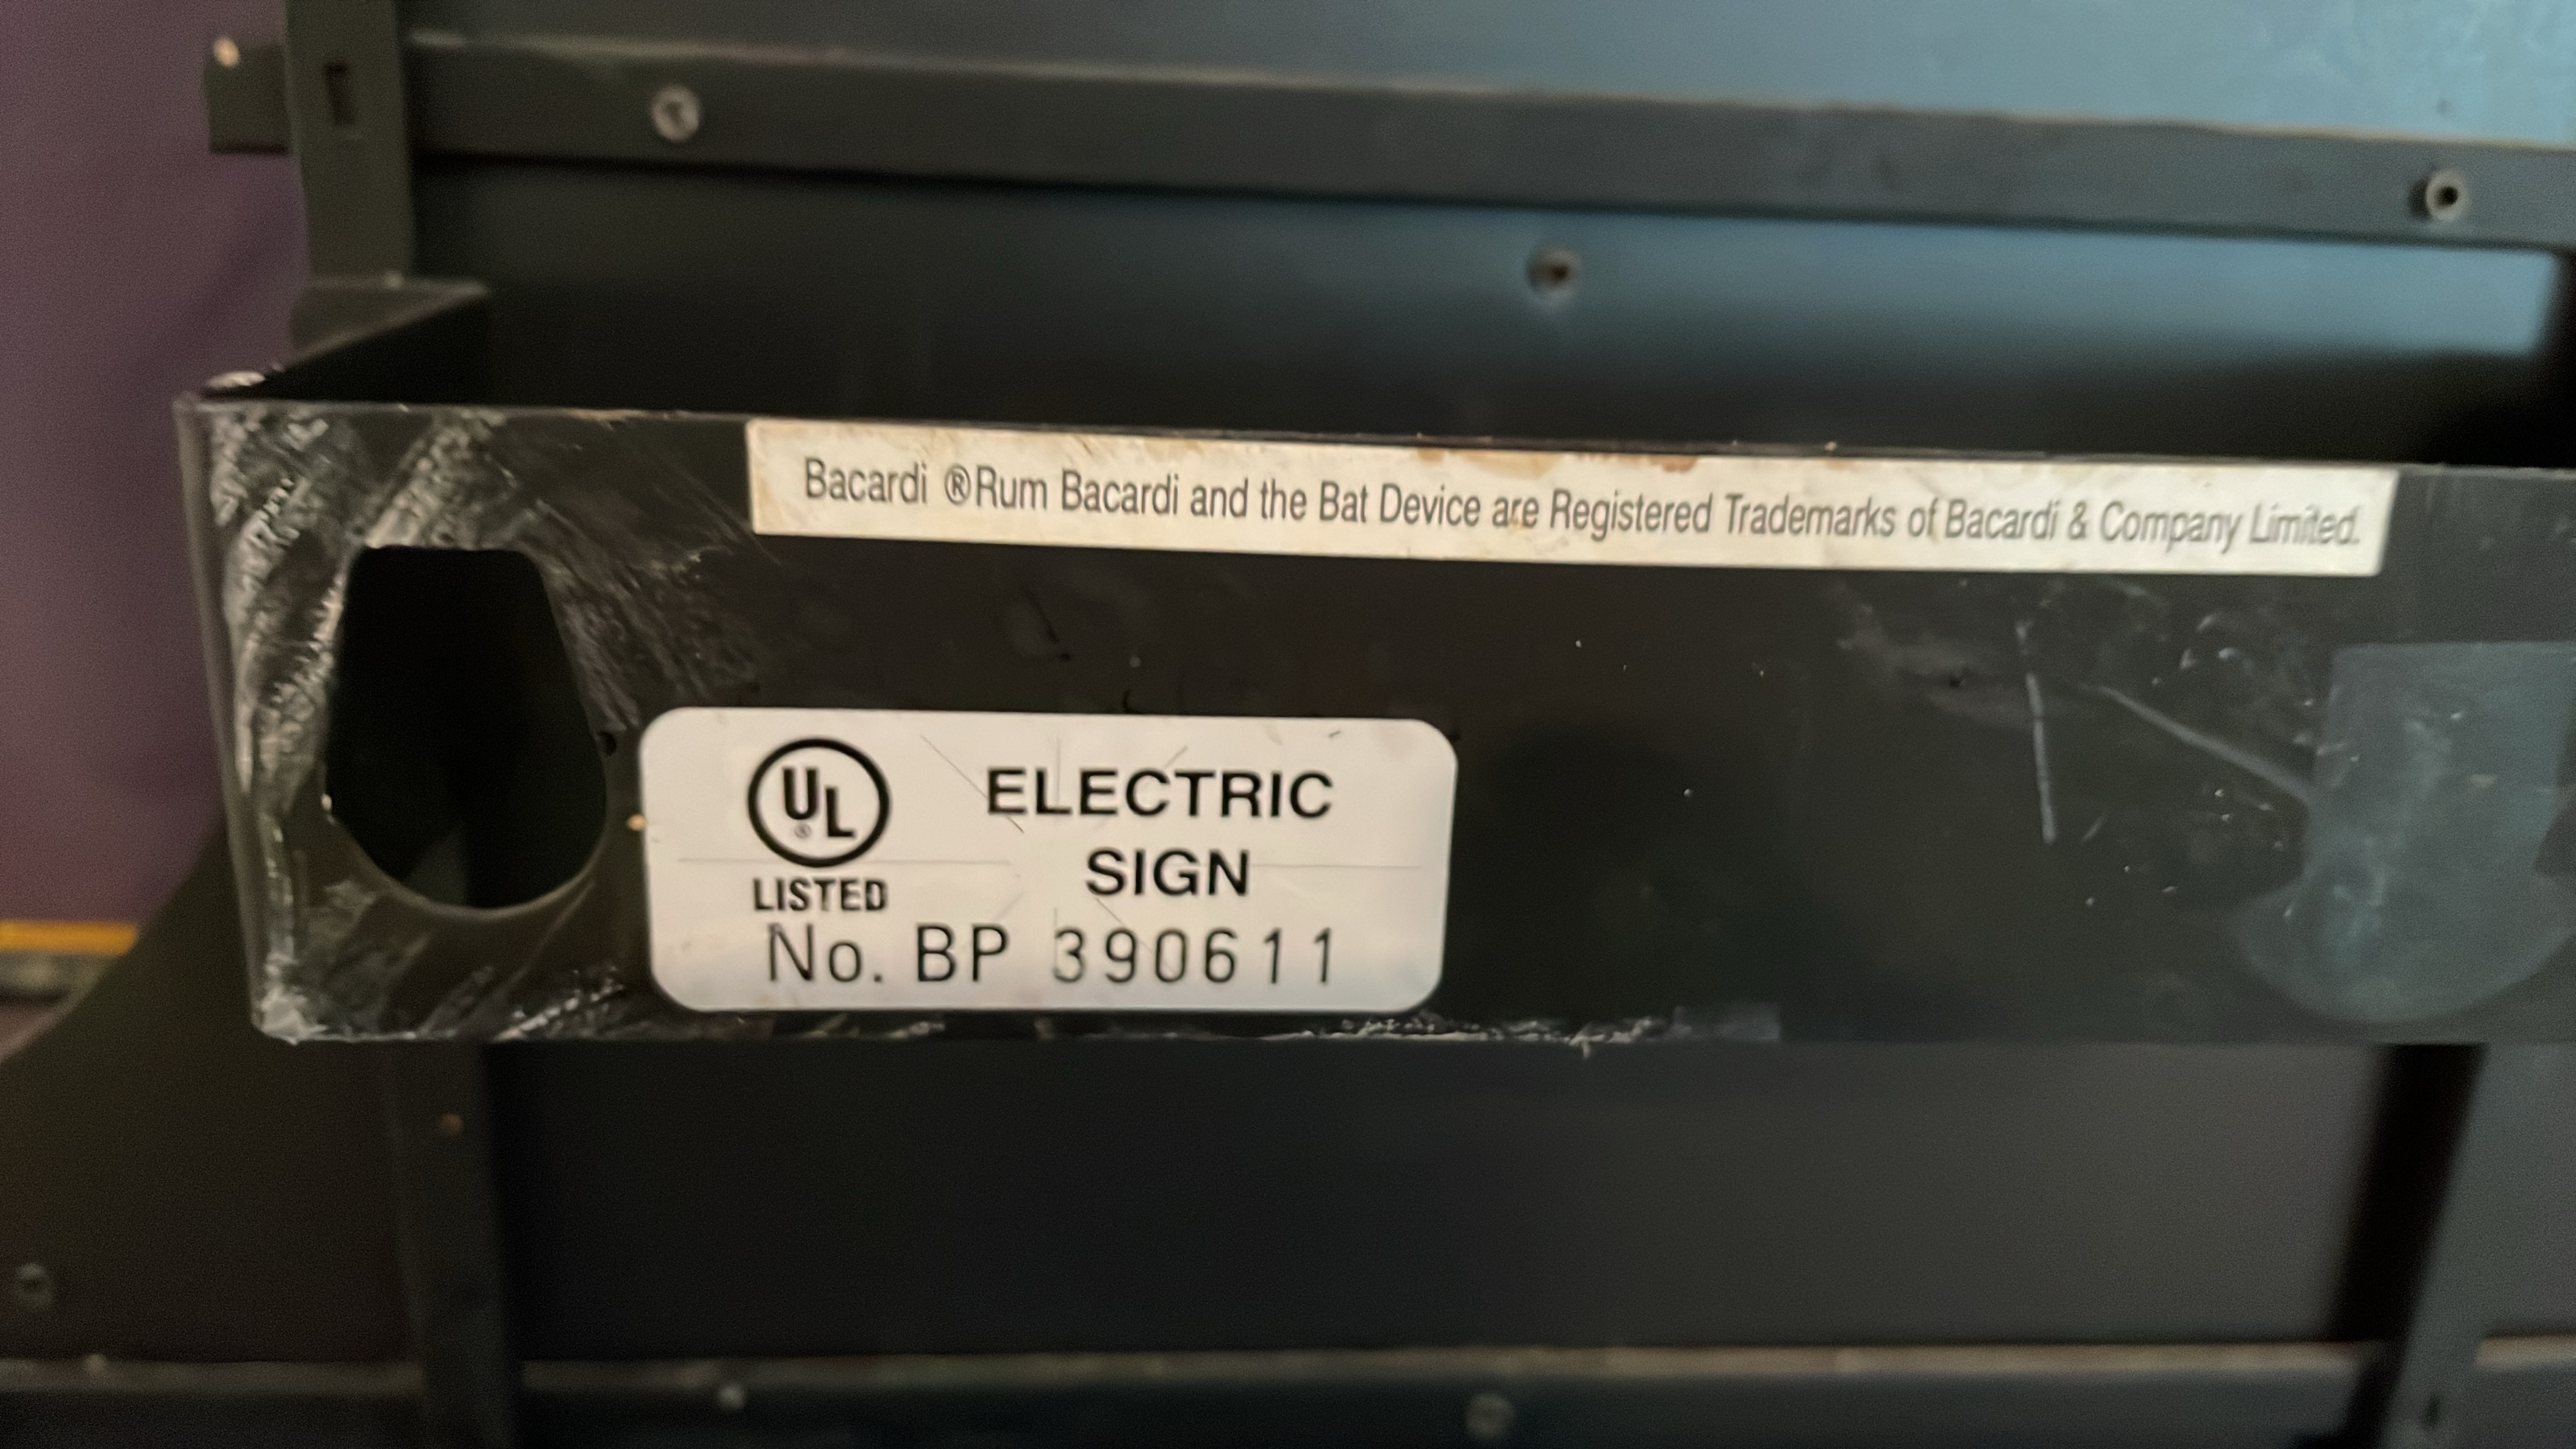 Bacardi ®Rum Bacardi and the Bat Device are Registered Trademarks of Bacardi & Company Limited.
UL® ELECTRIC
SIGN
LISTED
No. BP 390611